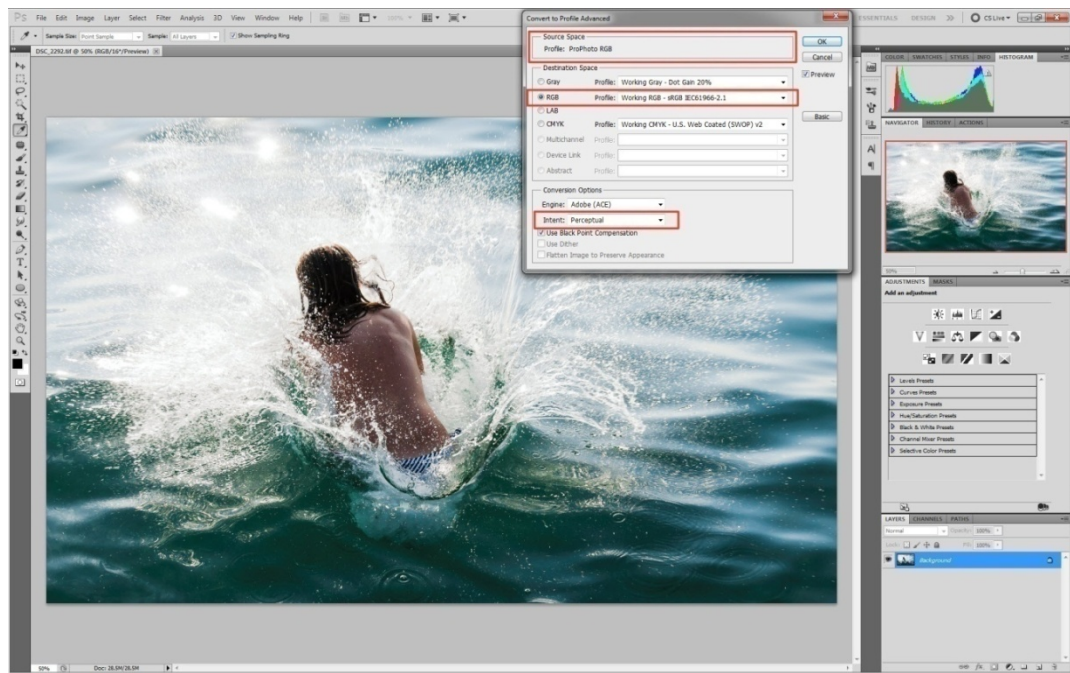 PS File Edit Image Layer Select Filter Analysis 3D View Window Help
ESSENTIALS DESIGN >> CS Live
Sample Size: Point Sample Sample: All Layers Show Sampling Ring
DSC_2292.tif @ 50% (RGB/16*/Preview)
Convert to Profile Advanced
Source Space
Profile: ProPhoto RGB
OK
Cancel
Preview
Basic
Destination Space
Gray Profile: Working Gray - Dot Gain 20%
RGB Profile: Working RGB - sRGB IEC61966-2.1
LAB
CMYK Profile: Working CMYK - U.S. Web Coated (SWOP) v2
Multichannel Profile:
Device Link Profile:
Abstract Profile:
Conversion Options
Engine: Adobe (ACE)
Intent: Perceptual
Use Black Point Compensation
Use Dither
Flatten Image to Preserve Appearance
COLOR SWATCHES STYLES INFO HISTOGRAM
NAVIGATOR HISTORY ACTIONS
50%
ADJUSTMENTS MASKS
Add an adjustment
Levels Presets
Curves Presets
Exposure Presets
Hue/Saturation Presets
Black & White Presets
Channel Mixer Presets
Selective Color Presets
LAYERS CHANNELS PATHS
Normal Opacity: 100%
Lock: Fill: 100%
Background
50% Doc: 28.5M/28.5M